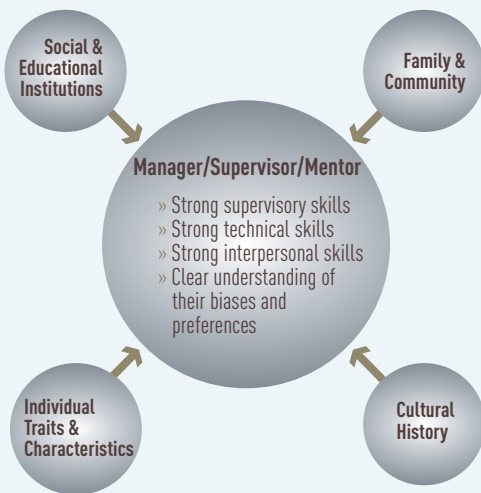 Social &
Educational
Institutions
Family &
Community
Manager/Supervisor/Mentor
» Strong supervisory skills
» Strong technical skills
» Strong interpersonal skills
» Clear understanding of
their biases and
preferences
Individual
Traits &
Characteristics
Cultural
History